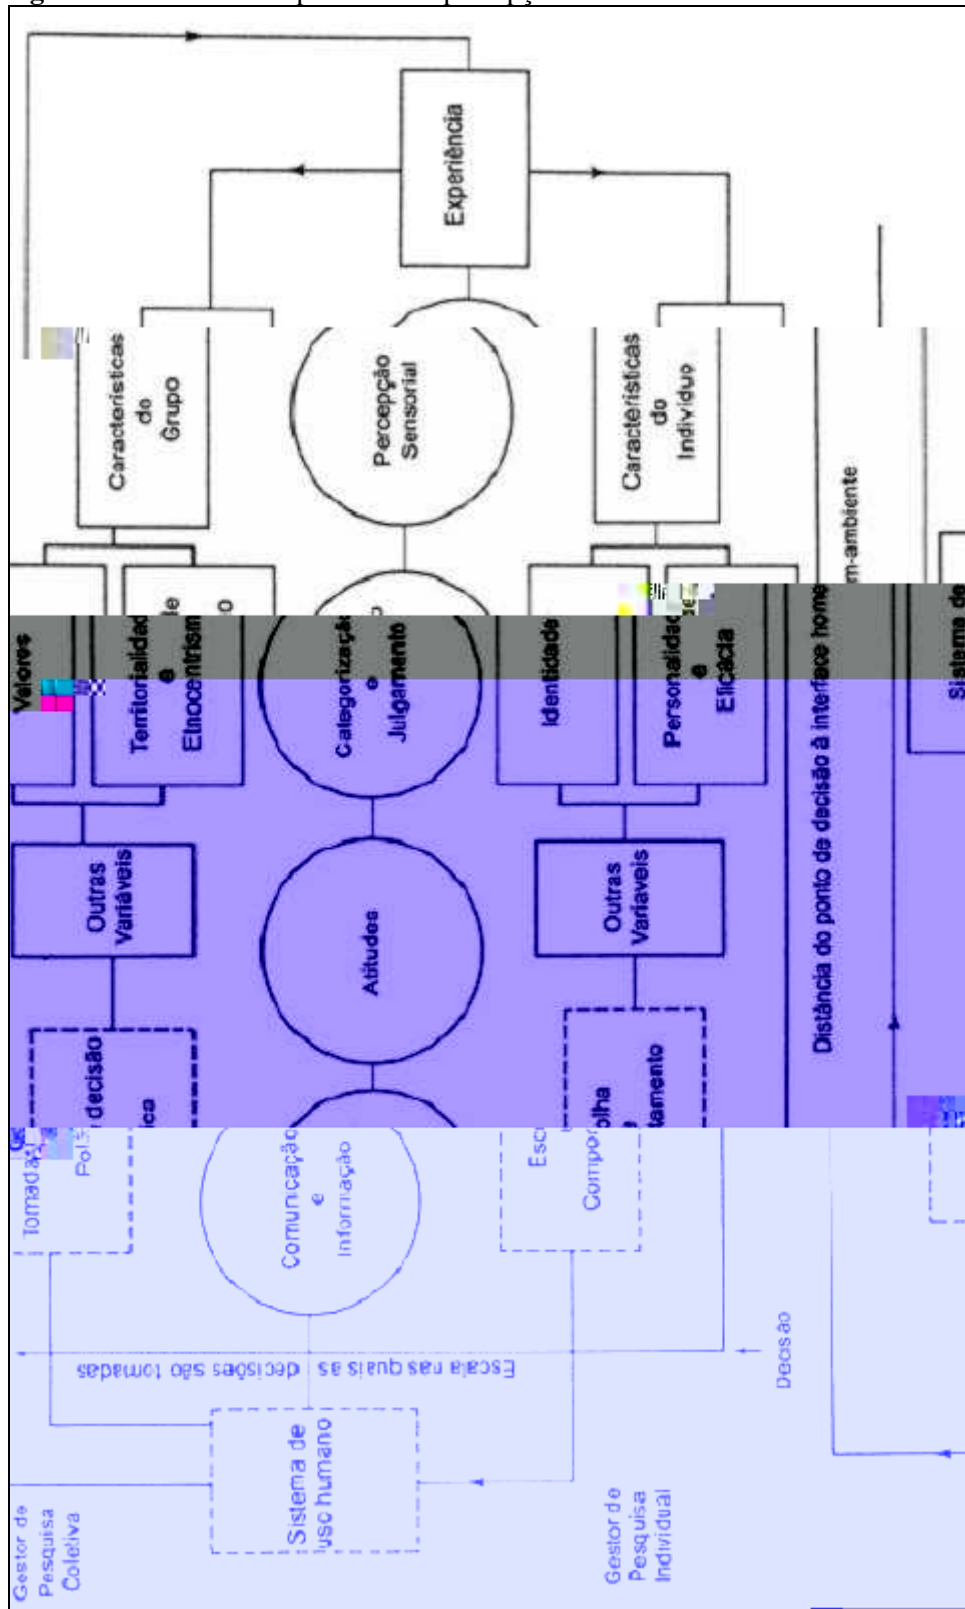 Experiência
Características
do
Grupo
Percepção
Sensorial
Características
do
Indivíduo
Valores
Territorialidade
e
Etnocentrismo
Categorização
e
Julgamento
Identidade
Personalidade
e
Eficácia
Distância do ponto de decisão à interface homem-ambiente
Sistema de
Outras
Variáveis
Atitudes
Outras
Variaveis
Tomada
decisão
Comunicação
e
Informação
Escala nas quais as decisões são tomadas
Decisão
Sistema de
uso humano
Gestor de
Pesquisa
Coletiva
Gestor de
Pesquisa
Individual